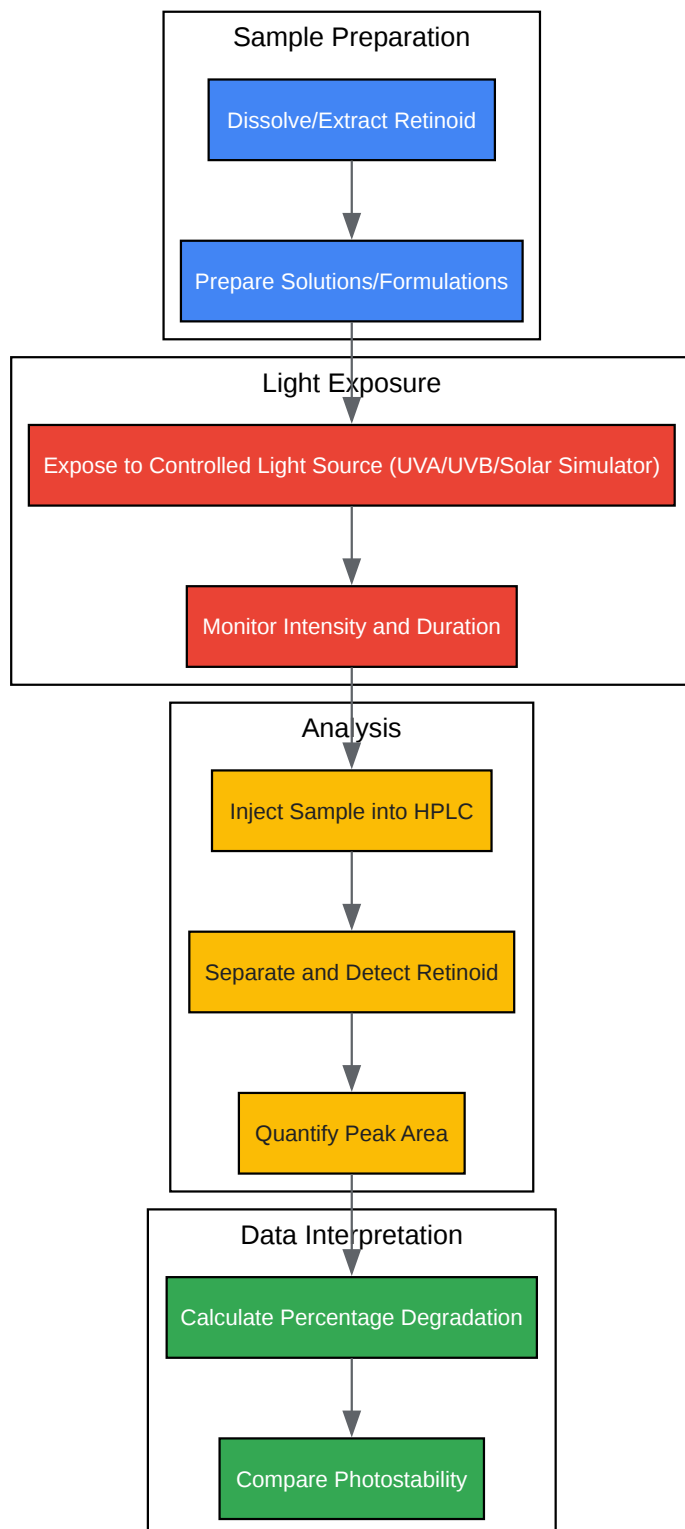 Sample Preparation
Dissolve/Extract Retinoid
Prepare Solutions/Formulations
Light Exposure
Expose to Controlled Light Source (UVA/UVB/Solar Simulator)
Monitor Intensity and Duration
Analysis
Inject Sample into HPLC
Separate and Detect Retinoid
Quantify Peak Area
Data Interpretation
Calculate Percentage Degradation
Compare Photostability